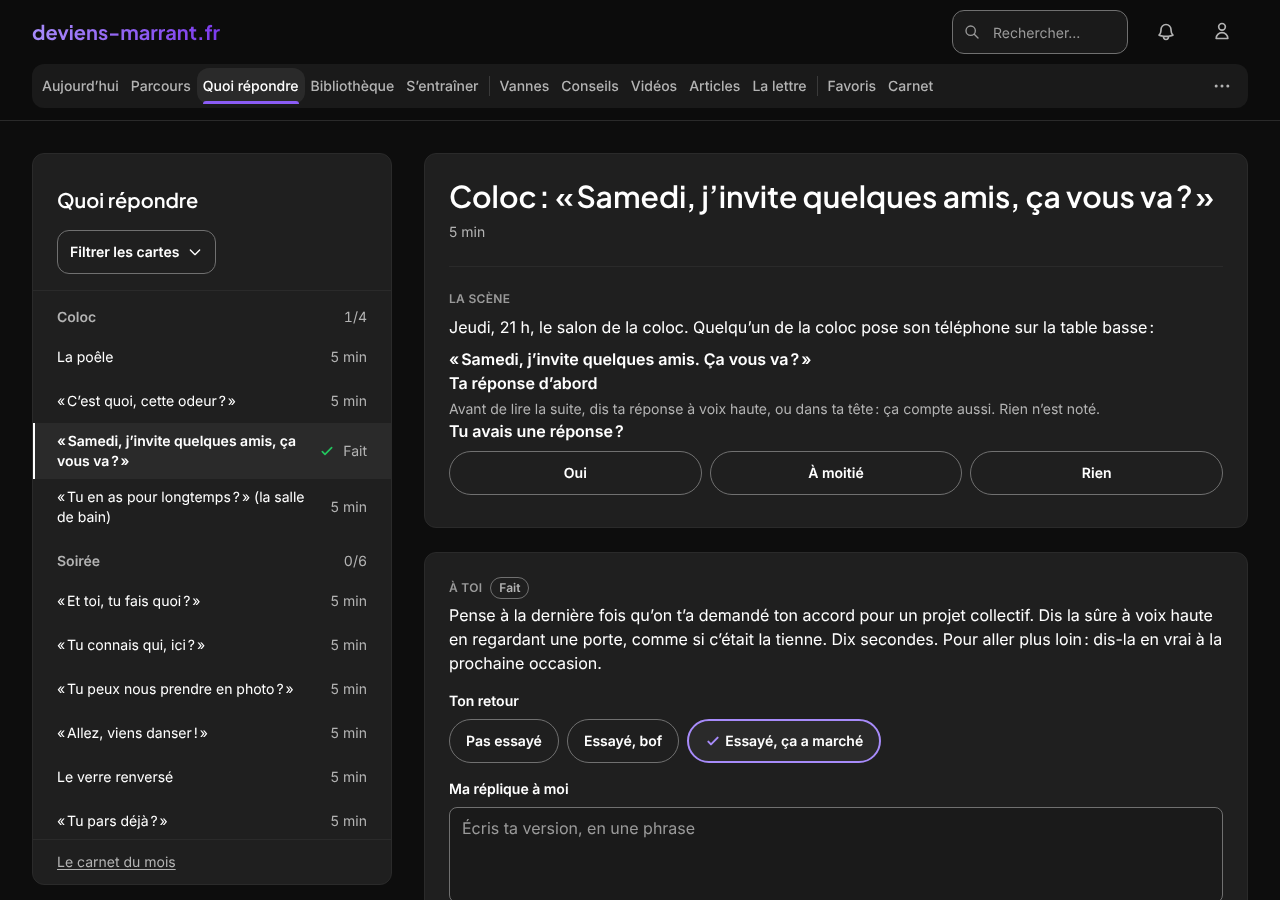 deviens-marrant.fr
Rechercher...
Aujourd’hui Parcours Quoi répondre Bibliothèque S’entraîner Vannes Conseils Vidéos Articles La lettre Favoris Carnet
Quoi répondre
Filtrer les cartes
Coloc 1/4
La poêle 5 min
« C’est quoi, cette odeur ? » 5 min
« Samedi, j’invite quelques amis, ça
vous va ? » Fait
« Tu en as pour longtemps ? » (la salle
de bain) 5 min
Soirée 0/6
« Et toi, tu fais quoi ? » 5 min
« Tu connais qui, ici ? » 5 min
« Tu peux nous prendre en photo ? » 5 min
« Allez, viens danser ! » 5 min
Le verre renversé 5 min
« Tu pars déjà ? » 5 min
Le carnet du mois
Coloc : « Samedi, j’invite quelques amis, ça vous va ? »
5 min
LA SCÈNE
Jeudi, 21 h, le salon de la coloc. Quelqu’un de la coloc pose son téléphone sur la table basse :
« Samedi, j’invite quelques amis. Ça vous va ? »
Ta réponse d’abord
Avant de lire la suite, dis ta réponse à voix haute, ou dans ta tête : ça compte aussi. Rien n’est noté.
Tu avais une réponse ?
Oui À moitié Rien
À TOI Fait
Pense à la dernière fois qu’on t’a demandé ton accord pour un projet collectif. Dis la sûre à voix haute
en regardant une porte, comme si c’était la tienne. Dix secondes. Pour aller plus loin : dis-la en vrai à la
prochaine occasion.
Ton retour
Pas essayé Essayé, bof Essayé, ça a marché
Ma réplique à moi
Écris ta version, en une phrase